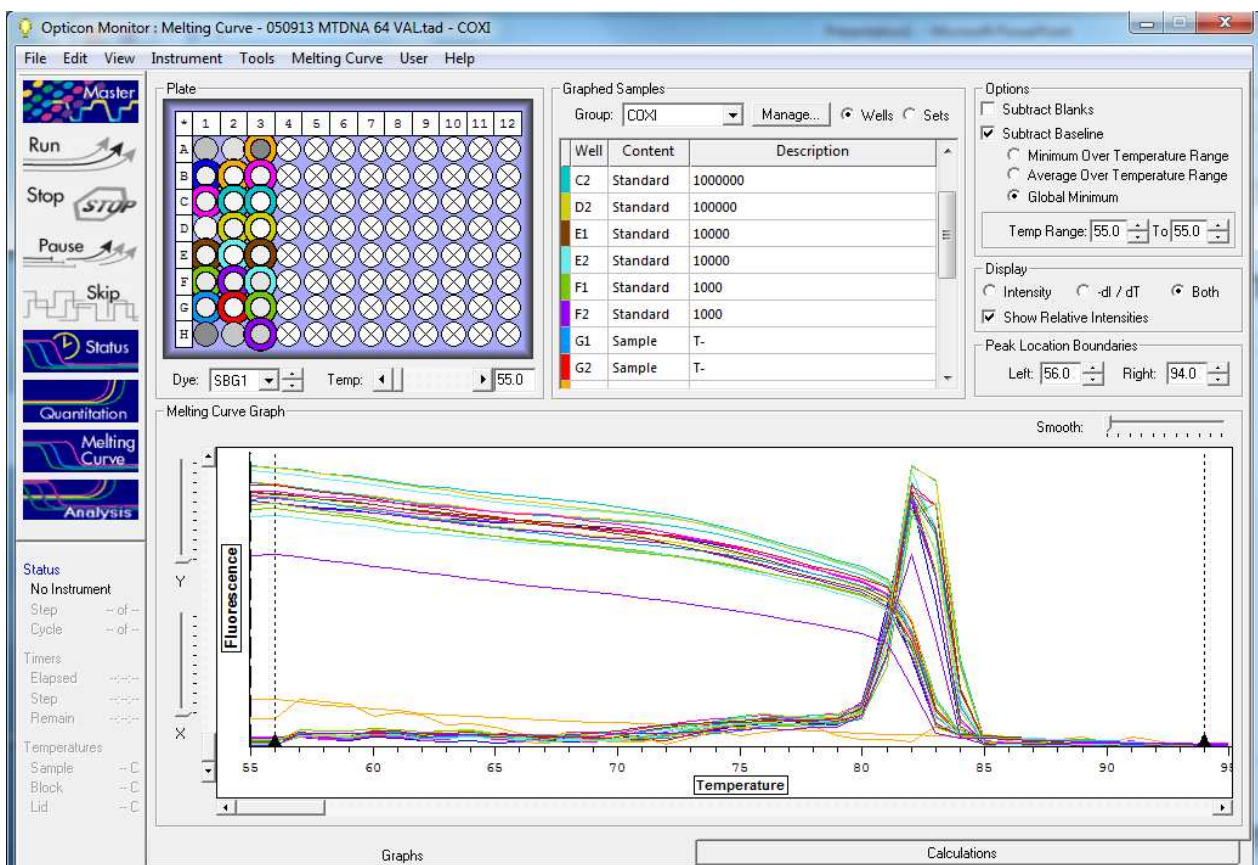 Opticon Monitor : Melting Curve - 050913 MTDNA 64 VAL.tad - COXI
File Edit View Instrument Tools Melting Curve User Help
Master
Run
Stop STOP
Pause
Skip
Status
Quantitation
Melting Curve
Analysis
Status
No Instrument
Step -- of --
Cycle -- of --
Timers
Elapsed --:--:--
Step --:--:--
Remain --:--:--
Temperatures
Sample -- C
Block -- C
Lid -- C
Plate
* 1 2 3 4 5 6 7 8 9 10 11 12
A
B
C
D
E
F
G
H
Dye: SBG1 Temp: 55.0
Graphed Samples
Group: COXI Manage... Wells Sets
Well Content Description
C2 Standard 1000000
D2 Standard 100000
E1 Standard 10000
E2 Standard 10000
F1 Standard 1000
F2 Standard 1000
G1 Sample T-
G2 Sample T-
Options
Subtract Blanks
Subtract Baseline
Minimum Over Temperature Range
Average Over Temperature Range
Global Minimum
Temp Range: 55.0 To 55.0
Display
Intensity -dI / dT Both
Show Relative Intensities
Peak Location Boundaries
Left: 56.0 Right: 94.0
Melting Curve Graph
Smooth:
Y
X
Fluorescence
55 60 65 70 75 80 85 90
Temperature
Graphs
Calculations